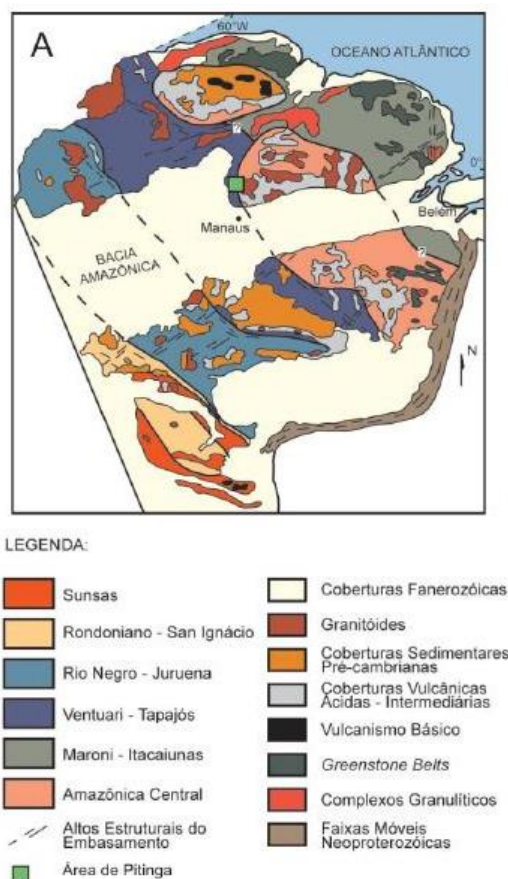 A
60°W
OCEANO ATLÂNTICO
?
0°
Belém
Manaus
?
BACIA
AMAZÔNICA
N
LEGENDA:
Sunsas
Rondoniano - San Ignácio
Rio Negro - Juruena
Ventuari - Tapajós
Maroni - Itacaiunas
Amazônica Central
Altos Estruturais do
Embasamento
Área de Pitinga
Coberturas Fanerozóicas
Granitóides
Coberturas Sedimentares
Pré-cambrianas
Coberturas Vulcânicas
Ácidas - Intermediárias
Vulcanismo Básico
Greenstone Belts
Complexos Granulíticos
Faixas Móveis
Neoproterozóicas